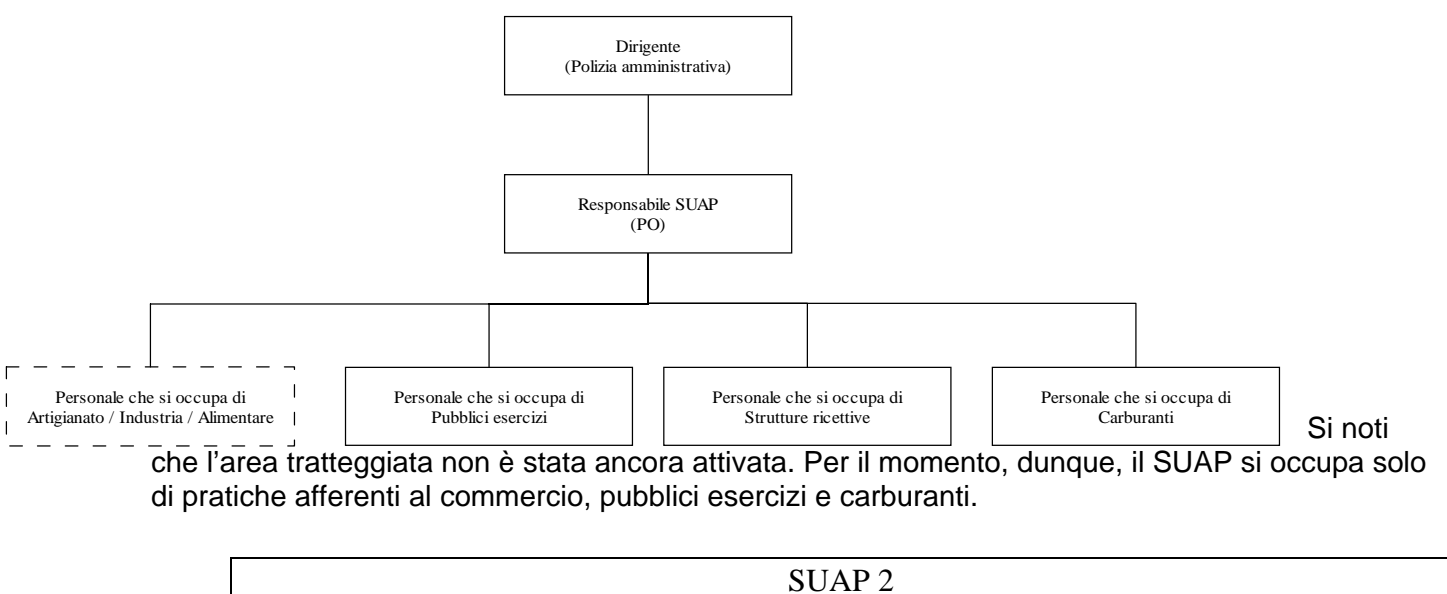 Dirigente
(Polizia amministrativa)
Responsabile SUAP
(PO)
Personale che si occupa di
Artigianato / Industria / Alimentare
Personale che si occupa di
Pubblici esercizi
Personale che si occupa di
Strutture ricettive
Personale che si occupa di
Carburanti
Si noti
che l’area tratteggiata non è stata ancora attivata. Per il momento, dunque, il SUAP si occupa solo
di pratiche afferenti al commercio, pubblici esercizi e carburanti.
SUAP 2